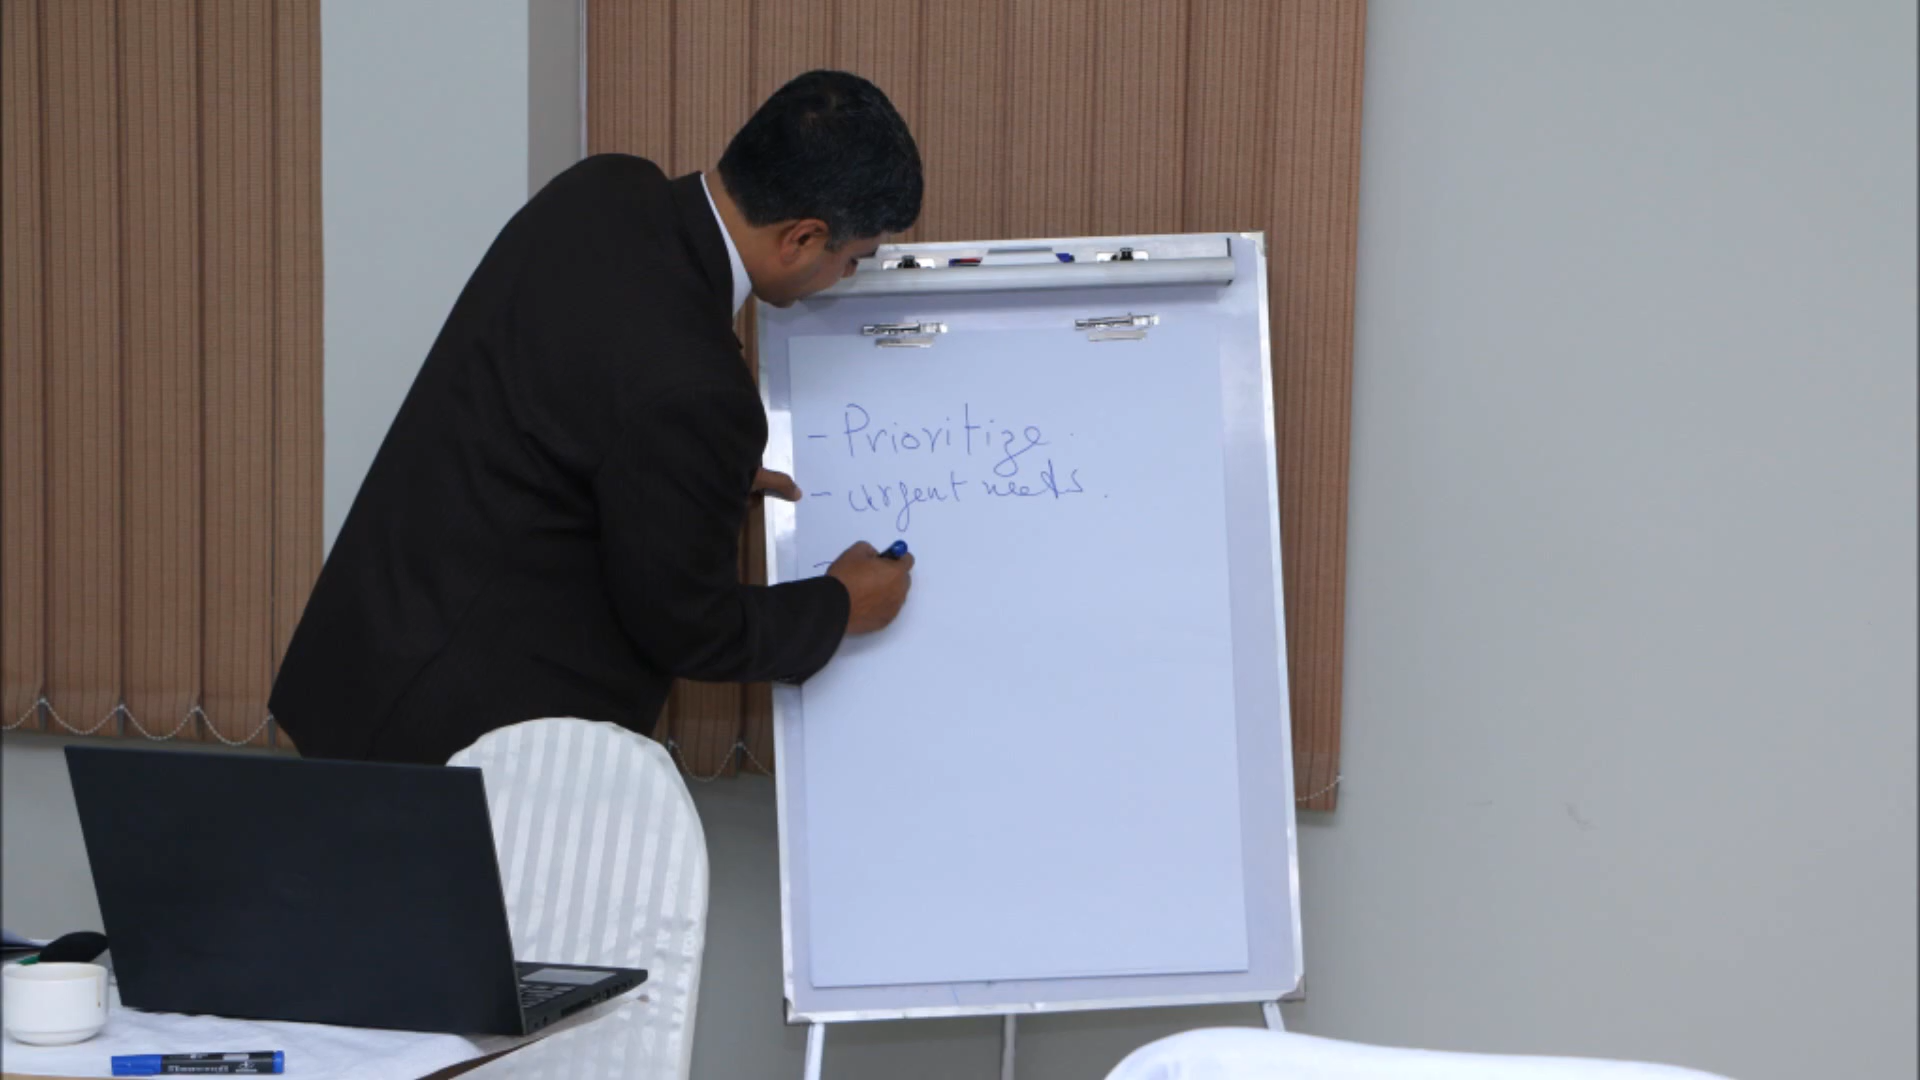 - Prioritize.
- urgent needs.